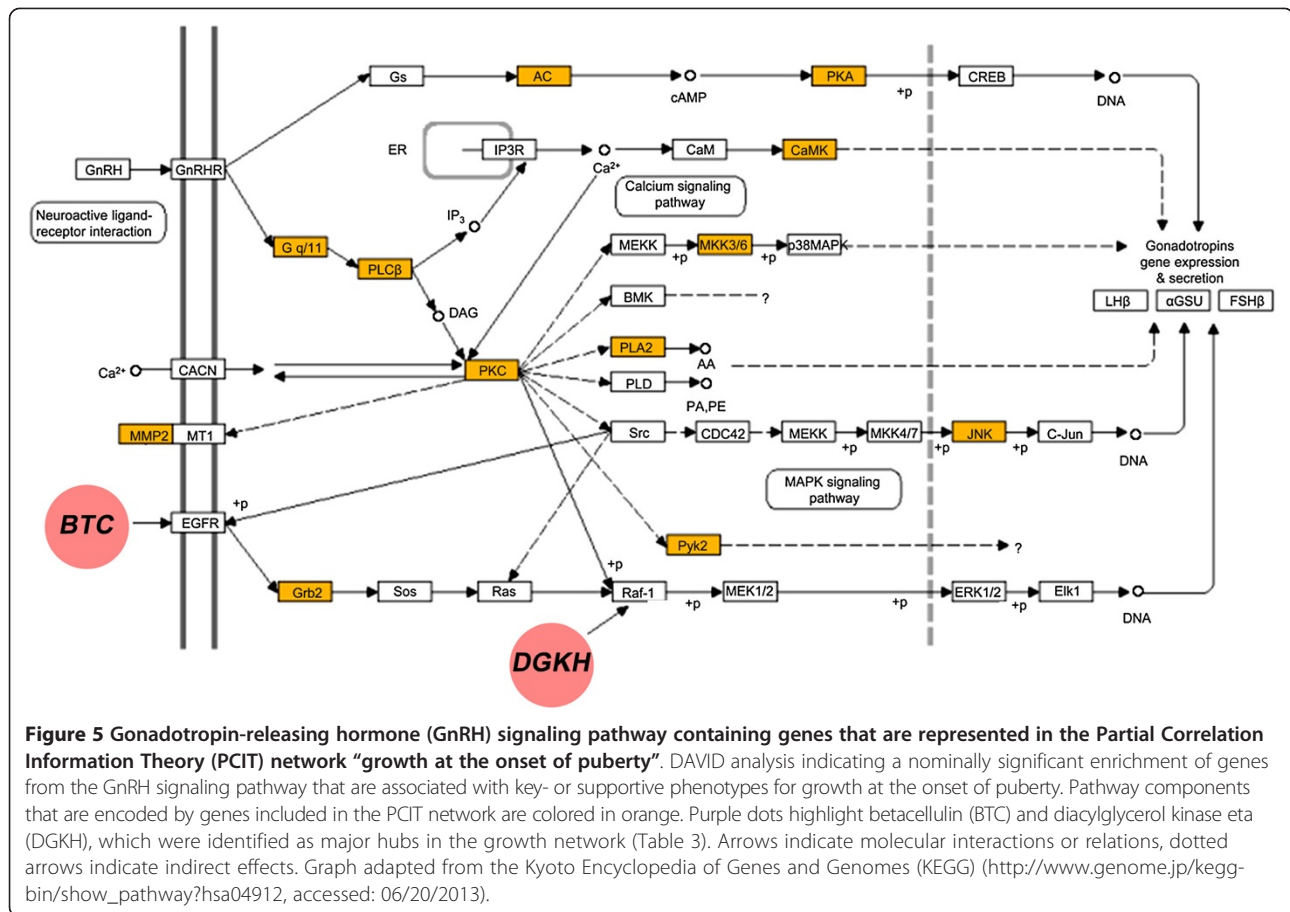 Gs
AC
cAMP
PKA
+p
CREB
DNA
ER
IP3R
Ca²⁺
CaM
CaMK
GnRH
GnRHR
Calcium signaling
pathway
Neuroactive ligand-
receptor interaction
IP₃
G q/11
PLCβ
MEKK
+p
MKK3/6
+p
p38MAPK
Gonadotropins
gene expression
& secretion
LHβ
αGSU
FSHβ
DAG
BMK
?
PLA2
AA
Ca²⁺
CACN
PKC
PLD
PA,PE
MMP2
MT1
Src
CDC42
MEKK
+p
MKK4/7
+p
JNK
+p
C-Jun
DNA
MAPK signaling
pathway
BTC
+p
EGFR
Pyk2
?
+p
Grb2
Sos
Ras
Raf-1
+p
MEK1/2
+p
ERK1/2
+p
Elk1
DNA
DGKH
Figure 5 Gonadotropin-releasing hormone (GnRH) signaling pathway containing genes that are represented in the Partial Correlation
Information Theory (PCIT) network “growth at the onset of puberty”. DAVID analysis indicating a nominally significant enrichment of genes
from the GnRH signaling pathway that are associated with key- or supportive phenotypes for growth at the onset of puberty. Pathway components
that are encoded by genes included in the PCIT network are colored in orange. Purple dots highlight betacellulin (BTC) and diacylglycerol kinase eta
(DGKH), which were identified as major hubs in the growth network (Table 3). Arrows indicate molecular interactions or relations, dotted
arrows indicate indirect effects. Graph adapted from the Kyoto Encyclopedia of Genes and Genomes (KEGG) (http://www.genome.jp/kegg-
bin/show_pathway?hsa04912, accessed: 06/20/2013).